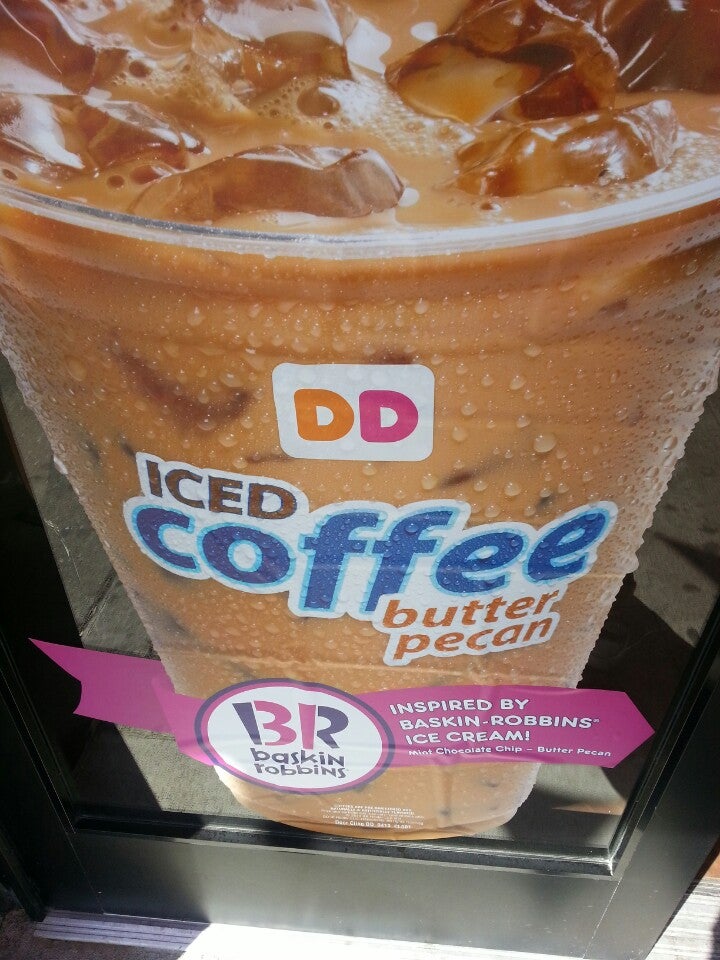 DD
ICED
coffee
butter
pecan
BR
baskin
robbins
INSPIRED BY
BASKIN-ROBBINS®
ICE CREAM!
Mint Chocolate Chip – Butter Pecan